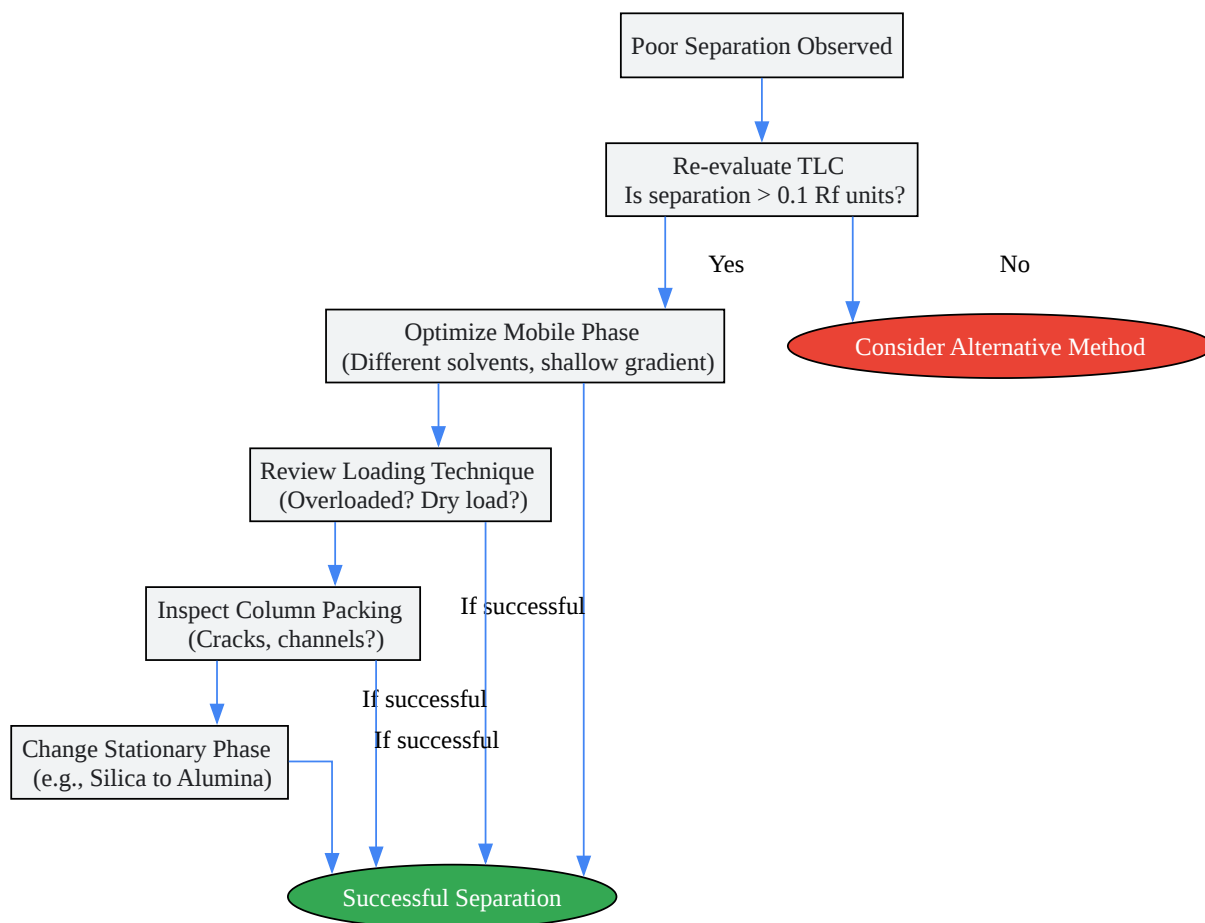 Poor Separation Observed
Re-evaluate TLC
Is separation > 0.1 Rf units?
Yes
No
Optimize Mobile Phase
(Different solvents, shallow gradient)
Consider Alternative Method
Review Loading Technique
(Overloaded? Dry load?)
Inspect Column Packing
(Cracks, channels?)
If successful
If successful
If successful
Change Stationary Phase
(e.g., Silica to Alumina)
Successful Separation